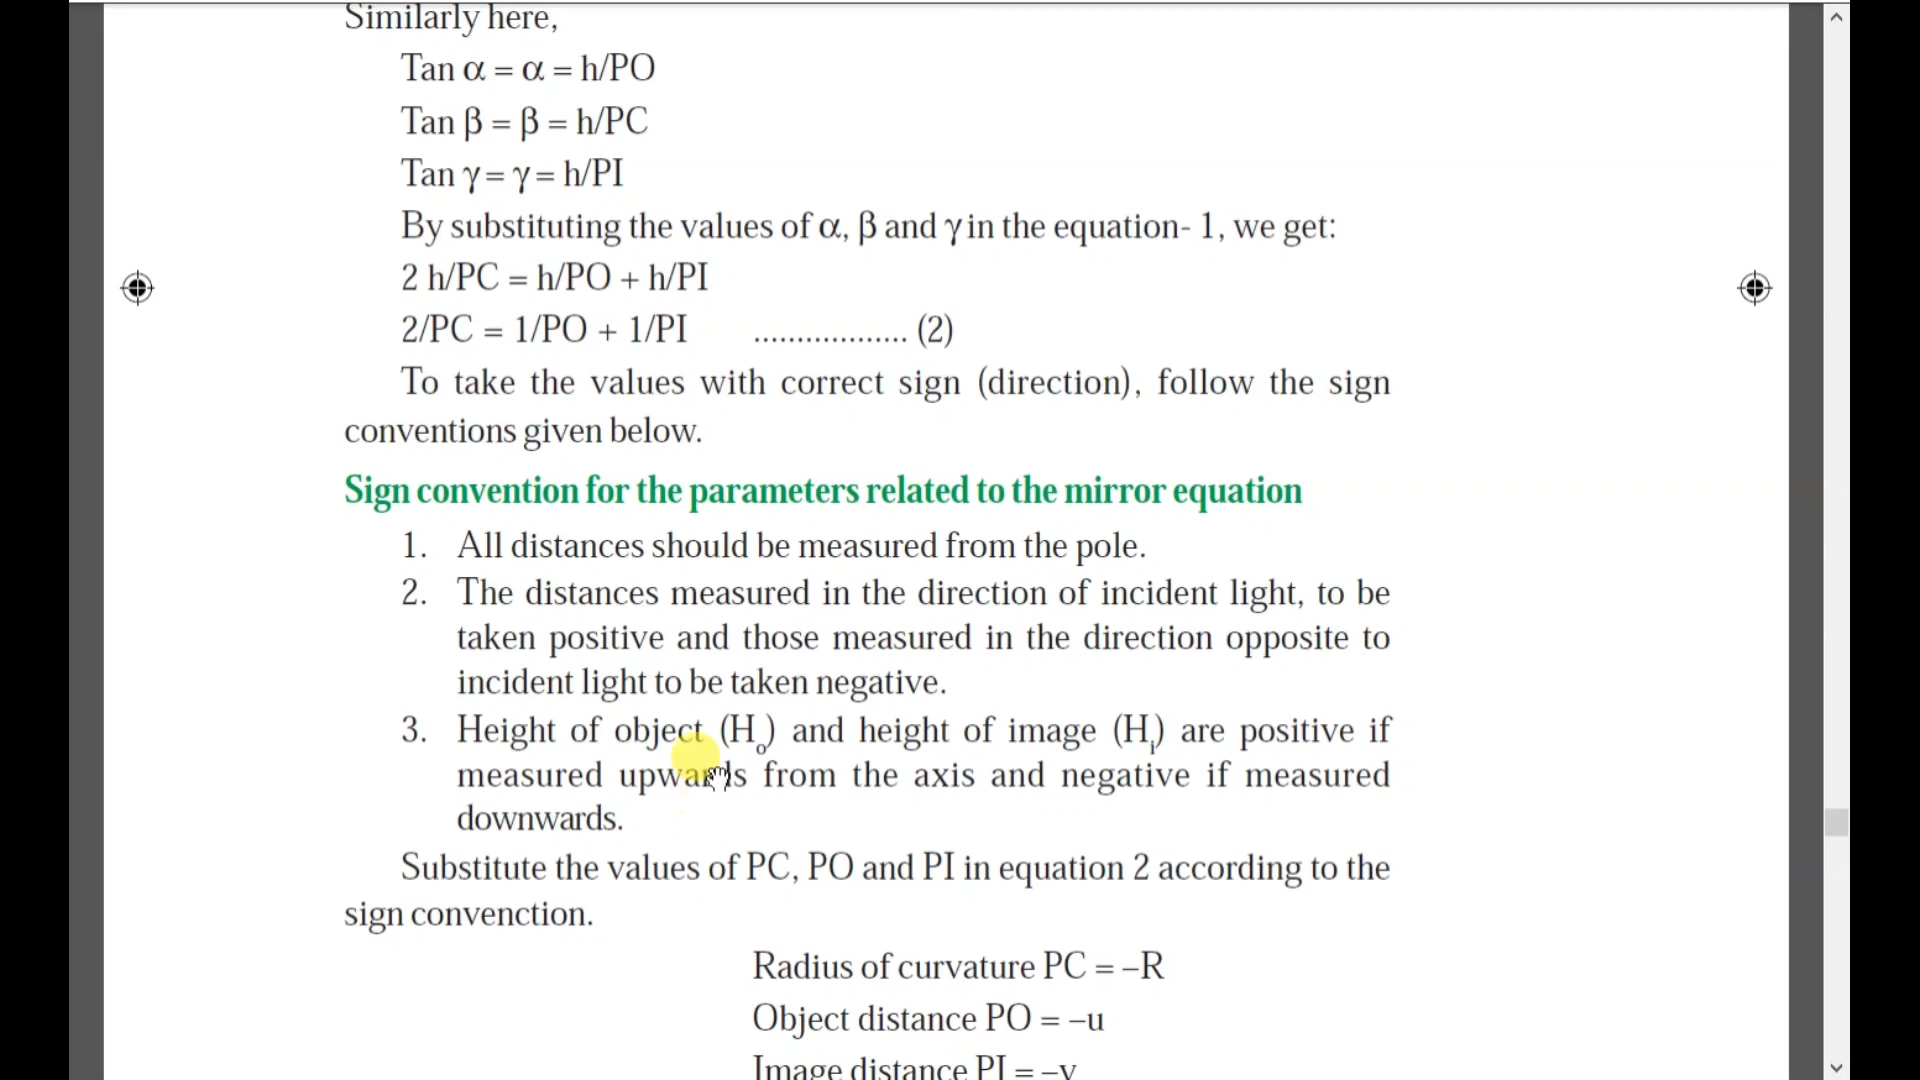 Similarly here,
Tan α = α = h/PO
Tan β = β = h/PC
Tan γ = γ = h/PI
By substituting the values of α, β and γ in the equation- 1, we get:
2 h/PC = h/PO + h/PI
2/PC = 1/PO + 1/PI .................. (2)
To take the values with correct sign (direction), follow the sign
conventions given below.
Sign convention for the parameters related to the mirror equation
1. All distances should be measured from the pole.
2. The distances measured in the direction of incident light, to be
taken positive and those measured in the direction opposite to
incident light to be taken negative.
3. Height of object (Hₒ) and height of image (Hᵢ) are positive if
measured upwards from the axis and negative if measured
downwards.
Substitute the values of PC, PO and PI in equation 2 according to the
sign convenction.
Radius of curvature PC = –R
Object distance PO = –u
Image distance PI = –v